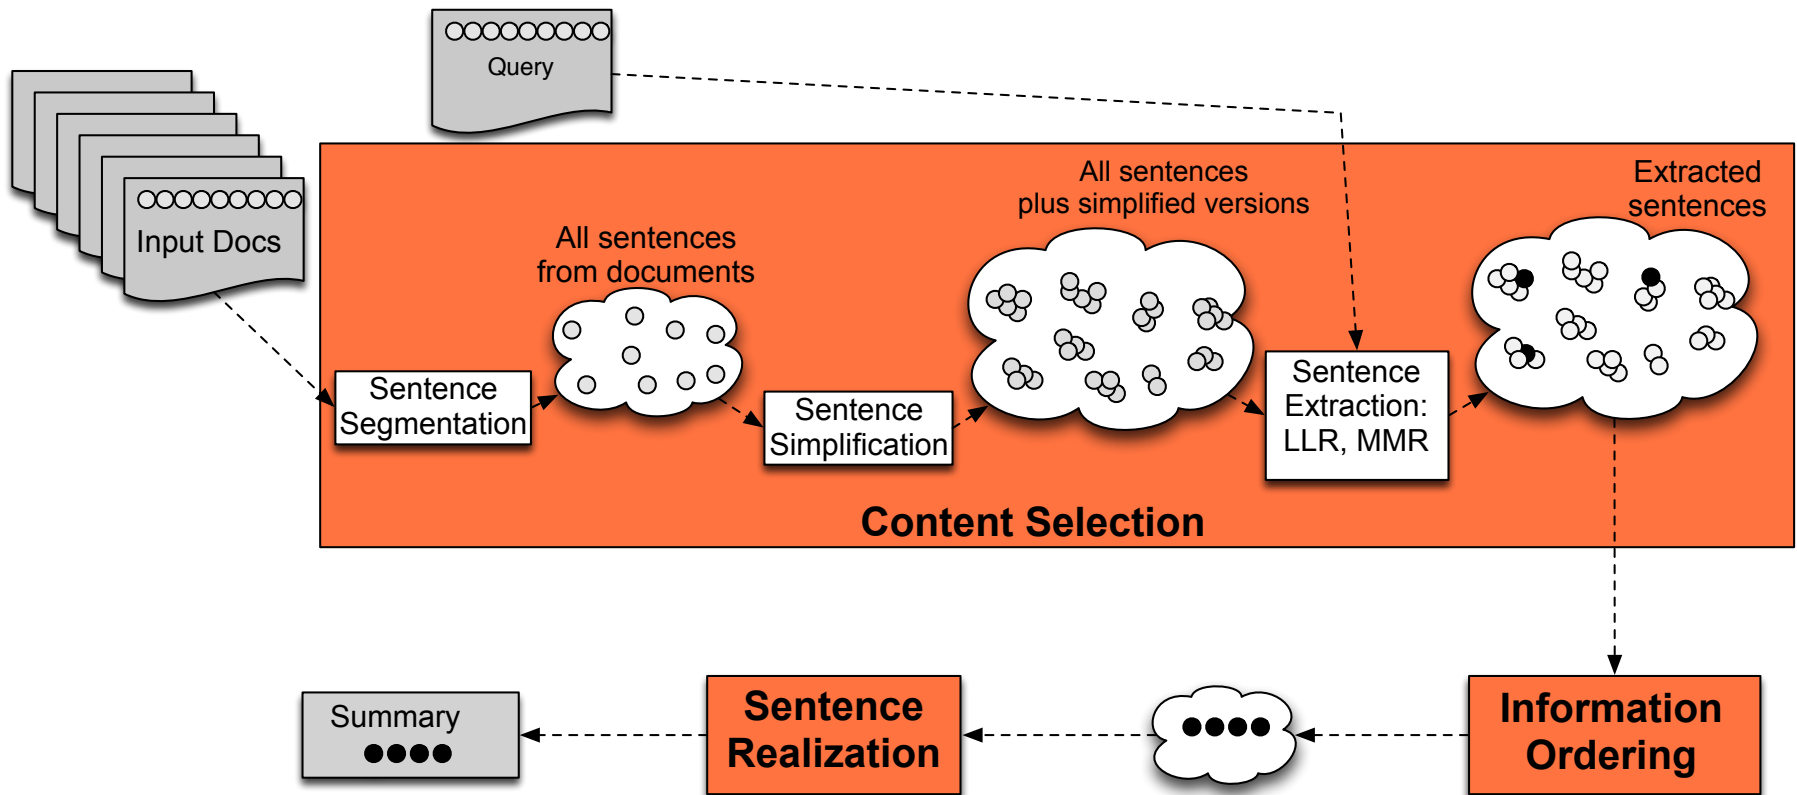 Query
Input Docs
All sentences
from documents
All sentences
plus simplified versions
Extracted
sentences
Sentence
Segmentation
Sentence
Simplification
Sentence
Extraction:
LLR, MMR
Content Selection
Summary
Sentence
Realization
Information
Ordering